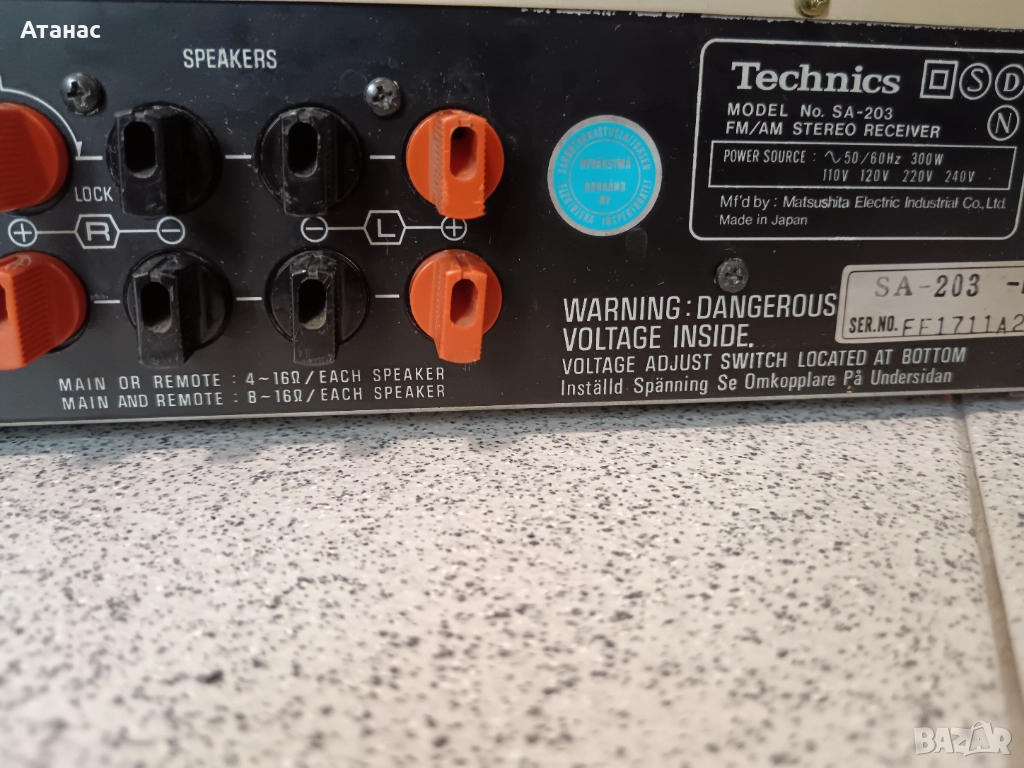 Атанас
SPEAKERS
LOCK
+ R − − L +
MAIN OR REMOTE : 4~16Ω/EACH SPEAKER
MAIN AND REMOTE : 8~16Ω/EACH SPEAKER
Technics S D
MODEL No. SA-203 N
FM/AM STEREO RECEIVER
POWER SOURCE : ∿50/60Hz 300W
110V 120V 220V 240V
Mf'd by : Matsushita Electric Industrial Co., Ltd.
Made in Japan
WARNING: DANGEROUS
VOLTAGE INSIDE.
VOLTAGE ADJUST SWITCH LOCATED AT BOTTOM
Inställd Spänning Se Omkopplare På Undersidan
SA-203
SER.NO. FF1711A2
BAZAR